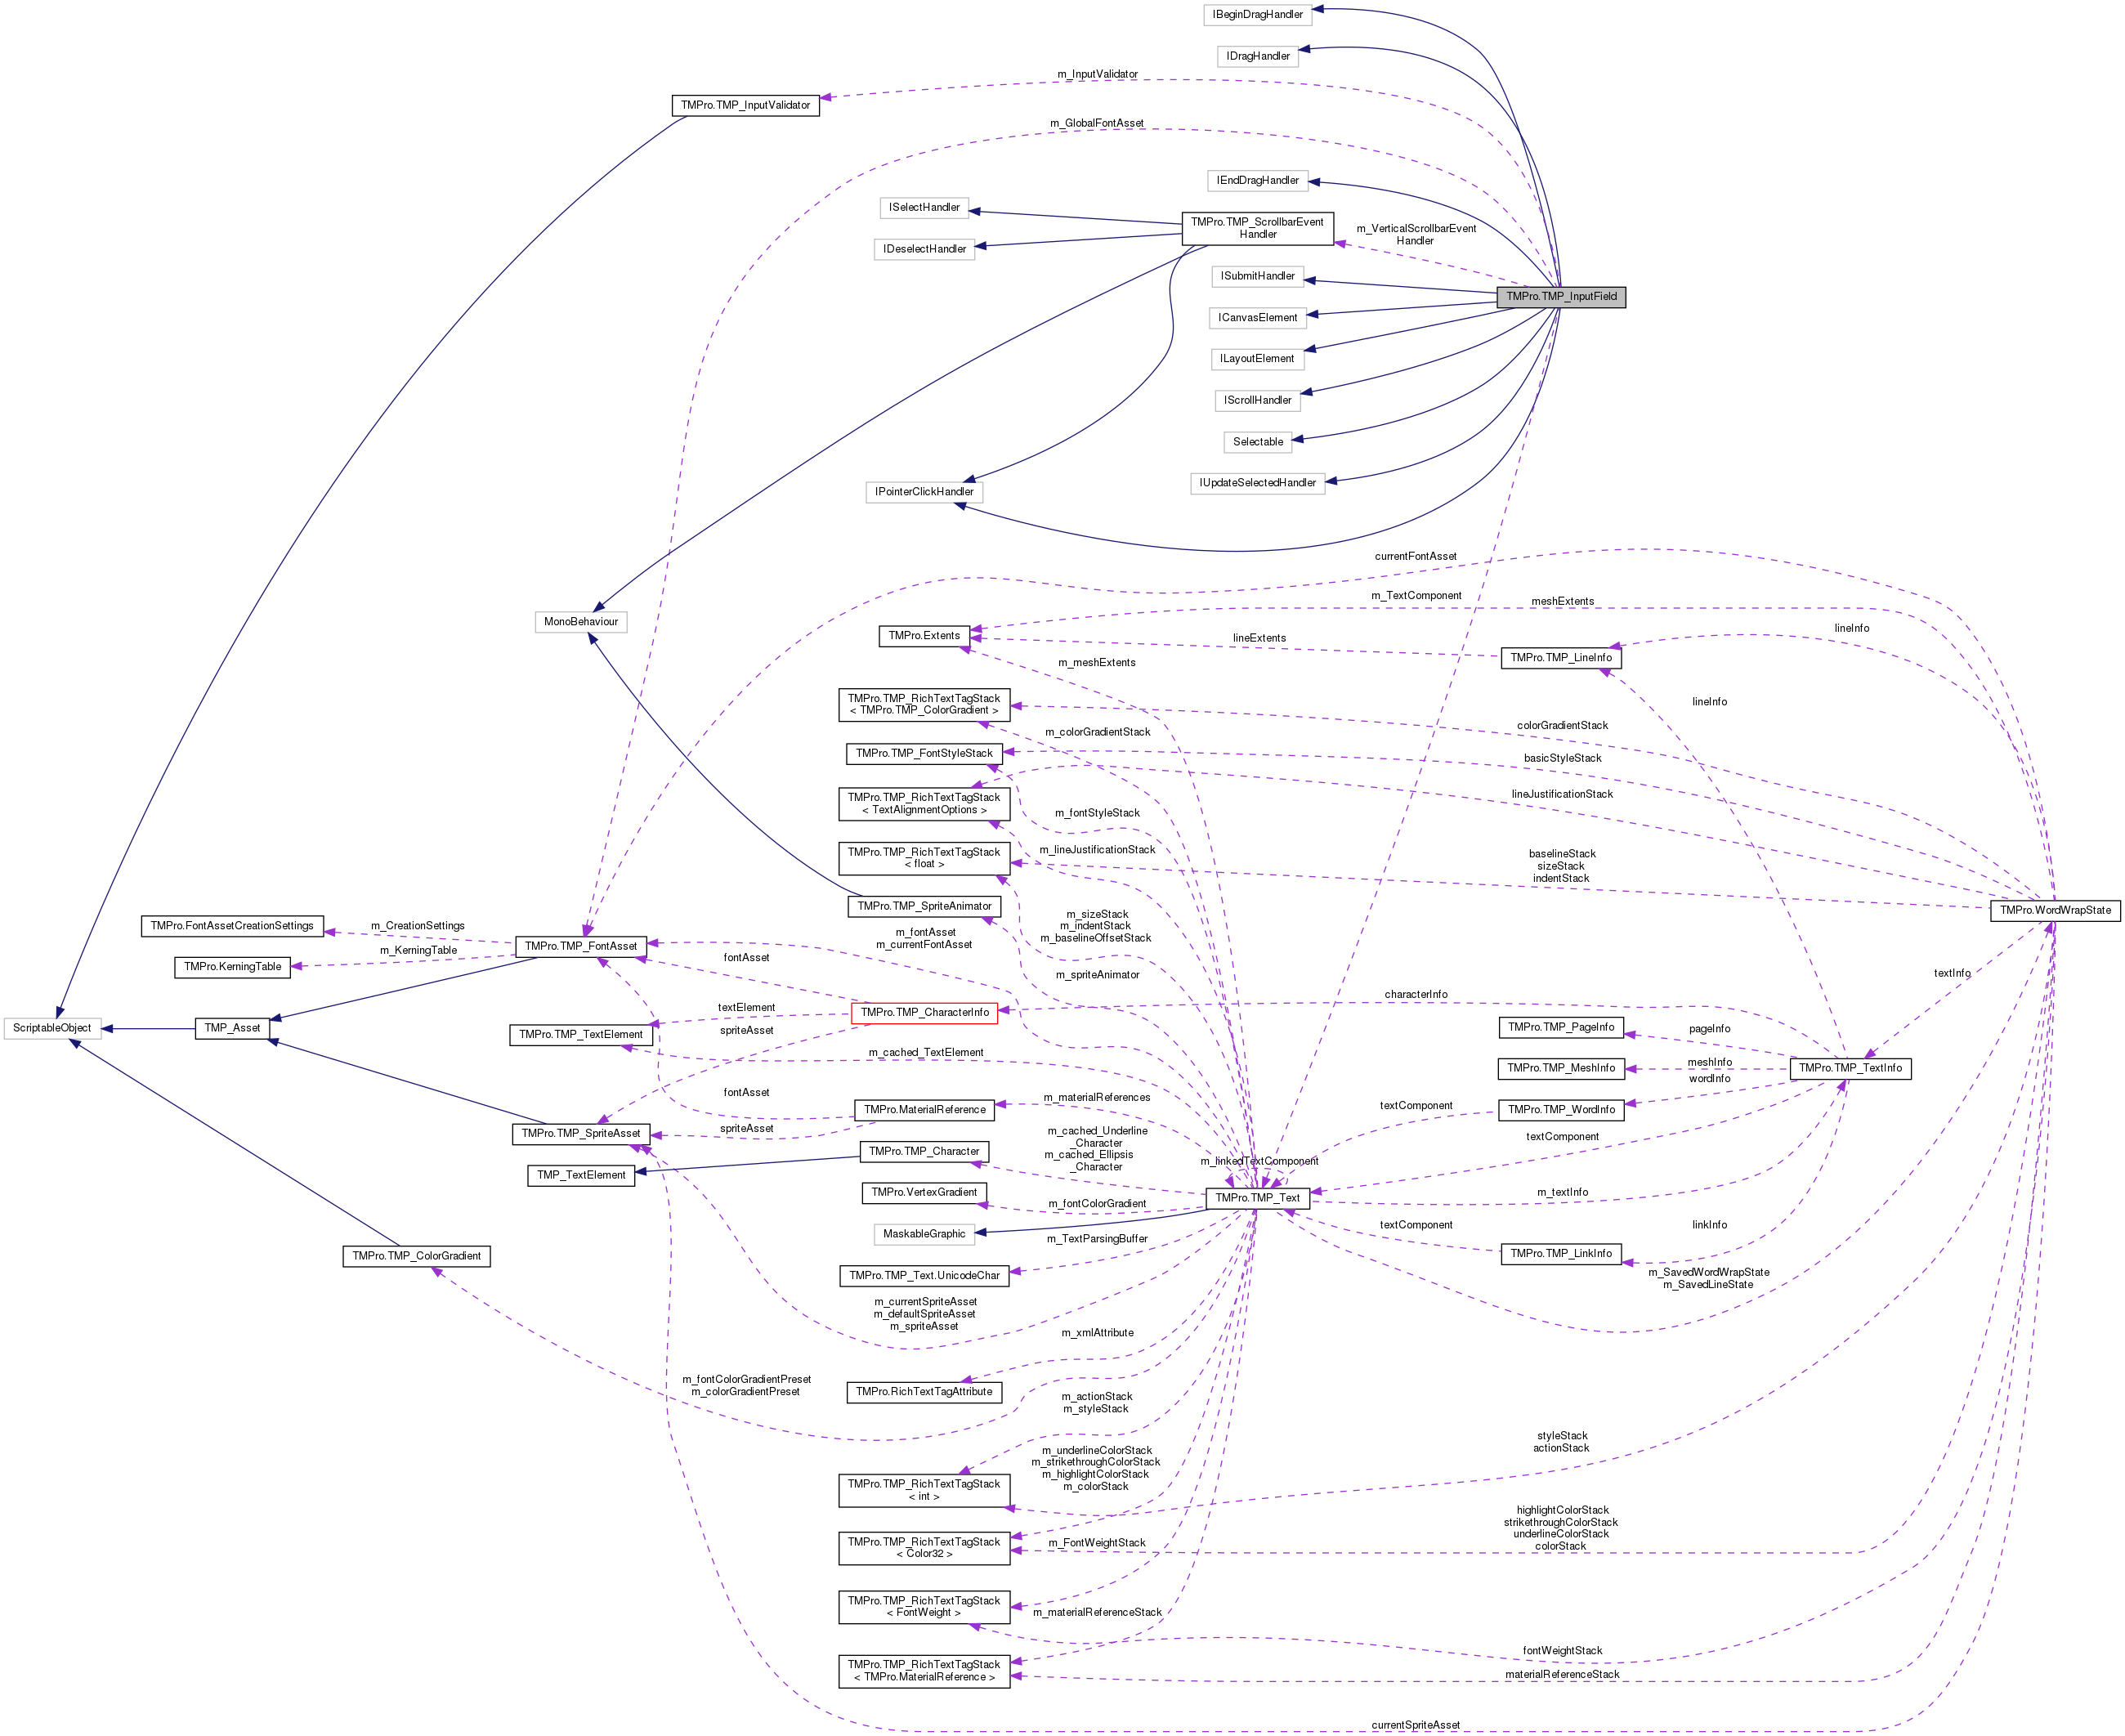 IBeginDragHandler
IDragHandler
m_InputValidator
TMPro.TMP_InputValidator
m_GlobalFontAsset
IEndDragHandler
ISelectHandler
TMPro.TMP_ScrollbarEvent
Handler
m_VerticalScrollbarEvent
Handler
IDeselectHandler
ISubmitHandler
TMPro.TMP_InputField
ICanvasElement
ILayoutElement
IScrollHandler
Selectable
IUpdateSelectedHandler
IPointerClickHandler
currentFontAsset
m_TextComponent
meshExtents
MonoBehaviour
TMPro.Extents
lineExtents
lineInfo
TMPro.TMP_LineInfo
m_meshExtents
TMPro.TMP_RichTextTagStack
< TMPro.TMP_ColorGradient >
lineInfo
colorGradientStack
m_colorGradientStack
TMPro.TMP_FontStyleStack
basicStyleStack
TMPro.TMP_RichTextTagStack
< TextAlignmentOptions >
lineJustificationStack
m_fontStyleStack
m_lineJustificationStack
TMPro.TMP_RichTextTagStack
< float >
baselineStack
sizeStack
indentStack
TMPro.TMP_SpriteAnimator
TMPro.WordWrapState
m_sizeStack
m_indentStack
m_baselineOffsetStack
TMPro.FontAssetCreationSettings
m_CreationSettings
TMPro.TMP_FontAsset
m_fontAsset
m_currentFontAsset
m_KerningTable
TMPro.KerningTable
fontAsset
m_spriteAnimator
textInfo
characterInfo
textElement
TMPro.TMP_CharacterInfo
ScriptableObject
TMP_Asset
TMPro.TMP_TextElement
spriteAsset
TMPro.TMP_PageInfo
pageInfo
m_cached_TextElement
TMPro.TMP_MeshInfo
meshInfo
TMPro.TMP_TextInfo
wordInfo
fontAsset
m_materialReferences
TMPro.MaterialReference
TMPro.TMP_WordInfo
textComponent
TMPro.TMP_SpriteAsset
spriteAsset
m_cached_Underline
_Character
m_cached_Ellipsis
_Character
textComponent
TMPro.TMP_Character
TMP_TextElement
m_linkedTextComponent
TMPro.VertexGradient
m_fontColorGradient
TMPro.TMP_Text
m_textInfo
MaskableGraphic
m_TextParsingBuffer
textComponent
linkInfo
TMPro.TMP_LinkInfo
TMPro.TMP_ColorGradient
TMPro.TMP_Text.UnicodeChar
m_SavedWordWrapState
m_SavedLineState
m_currentSpriteAsset
m_defaultSpriteAsset
m_spriteAsset
m_xmlAttribute
m_fontColorGradientPreset
m_colorGradientPreset
TMPro.RichTextTagAttribute
m_actionStack
m_styleStack
styleStack
actionStack
m_underlineColorStack
m_strikethroughColorStack
m_highlightColorStack
m_colorStack
TMPro.TMP_RichTextTagStack
< int >
highlightColorStack
strikethroughColorStack
underlineColorStack
colorStack
TMPro.TMP_RichTextTagStack
< Color32 >
m_FontWeightStack
TMPro.TMP_RichTextTagStack
< FontWeight >
m_materialReferenceStack
fontWeightStack
TMPro.TMP_RichTextTagStack
< TMPro.MaterialReference >
materialReferenceStack
currentSpriteAsset